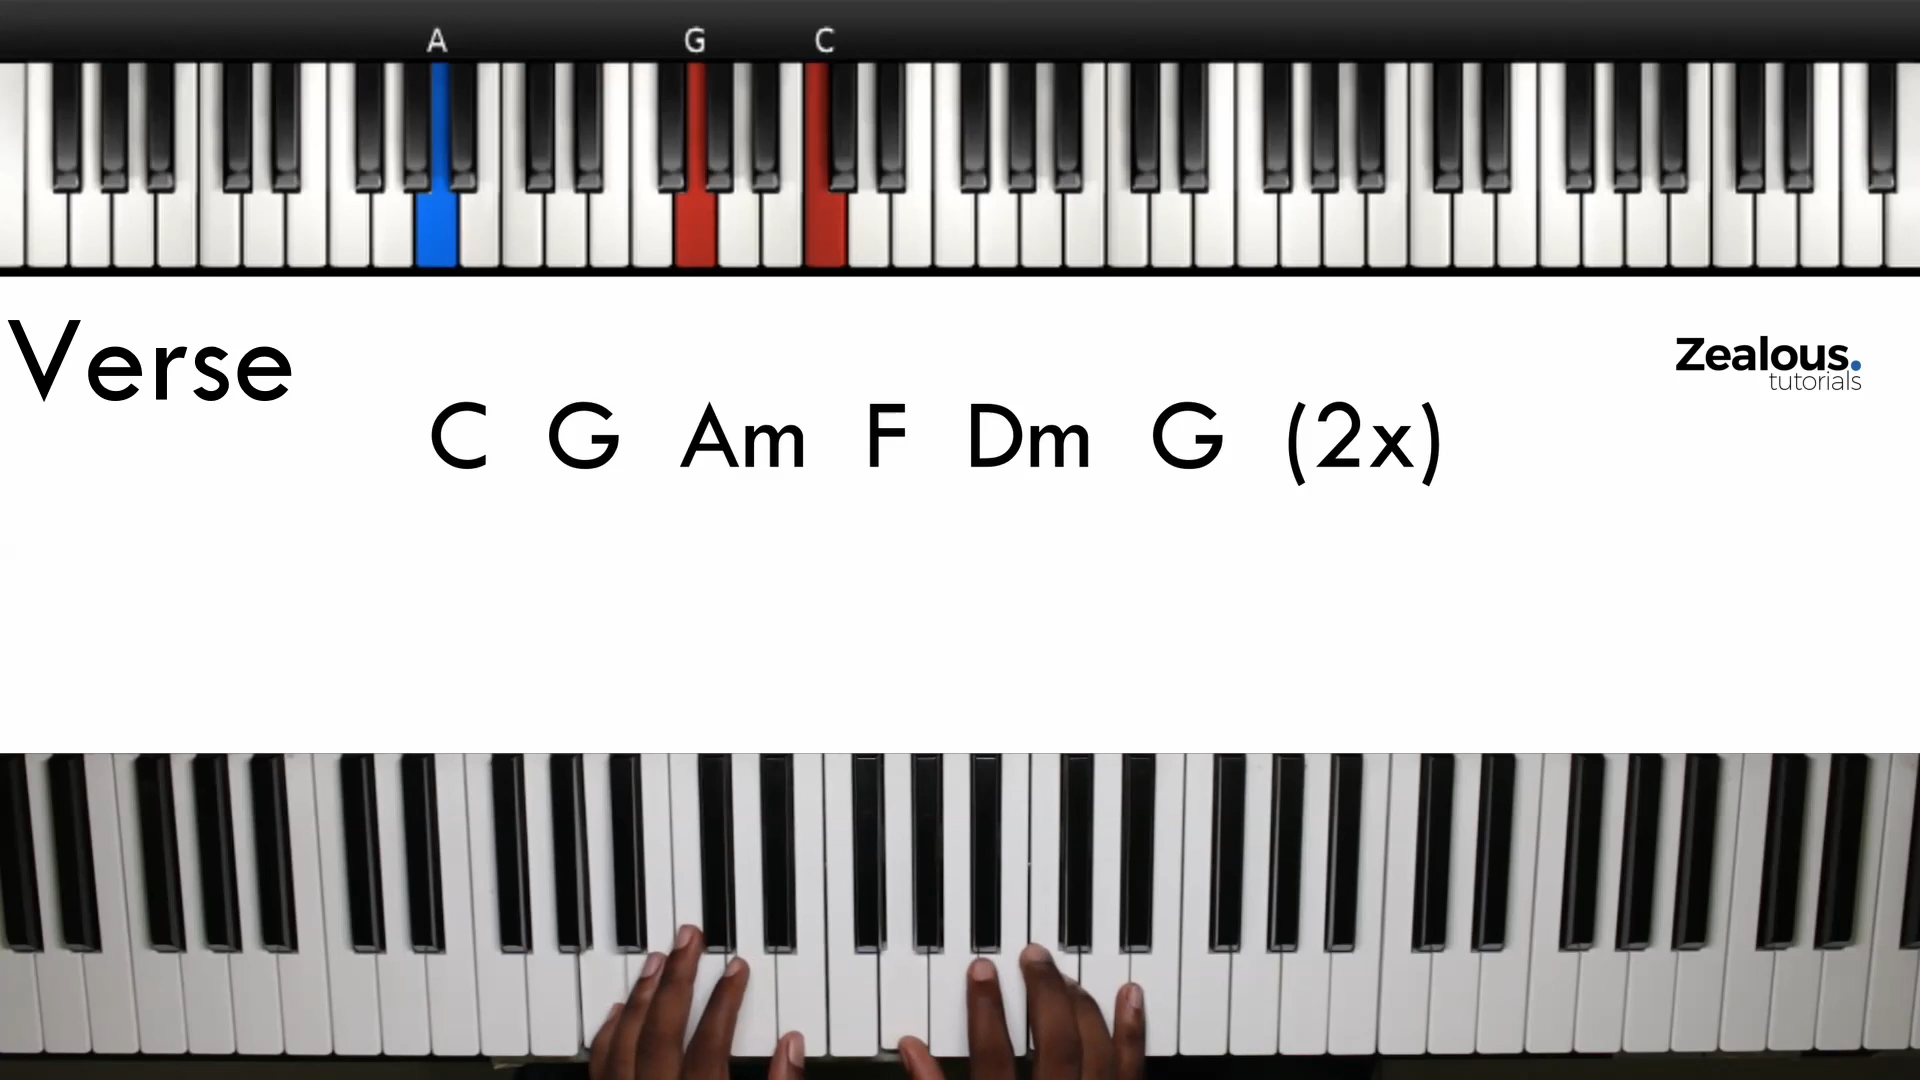 A G C
Verse
Zealous.
tutorials
C G Am F Dm G (2x)